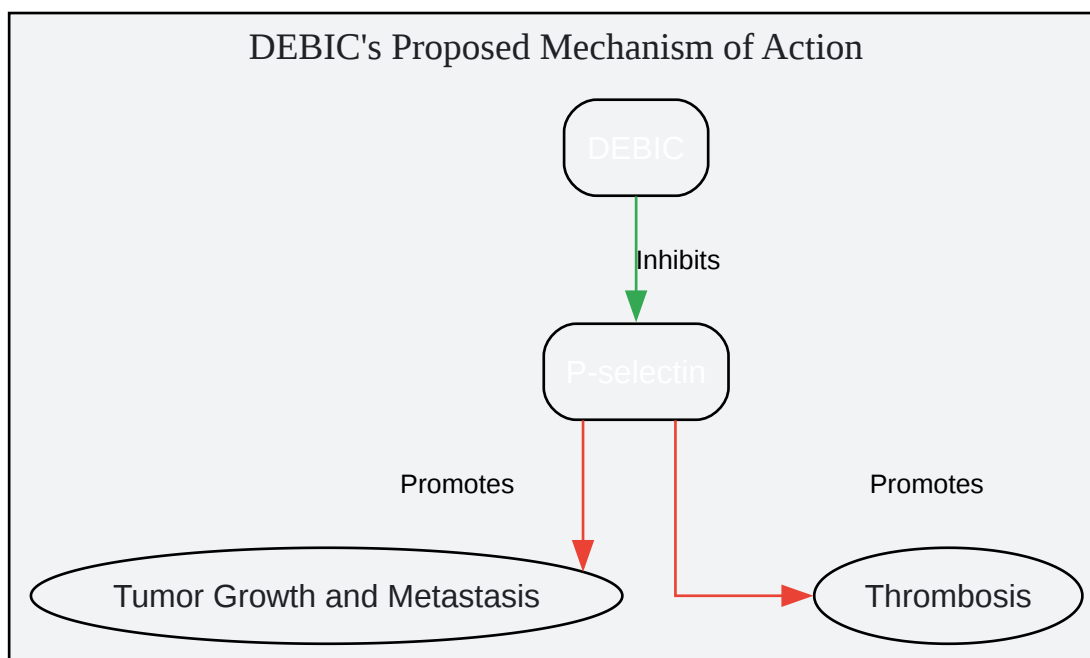 DEBIC's Proposed Mechanism of Action
DEBIC
Inhibits
P-selectin
Promotes
Promotes
Tumor Growth and Metastasis
Thrombosis